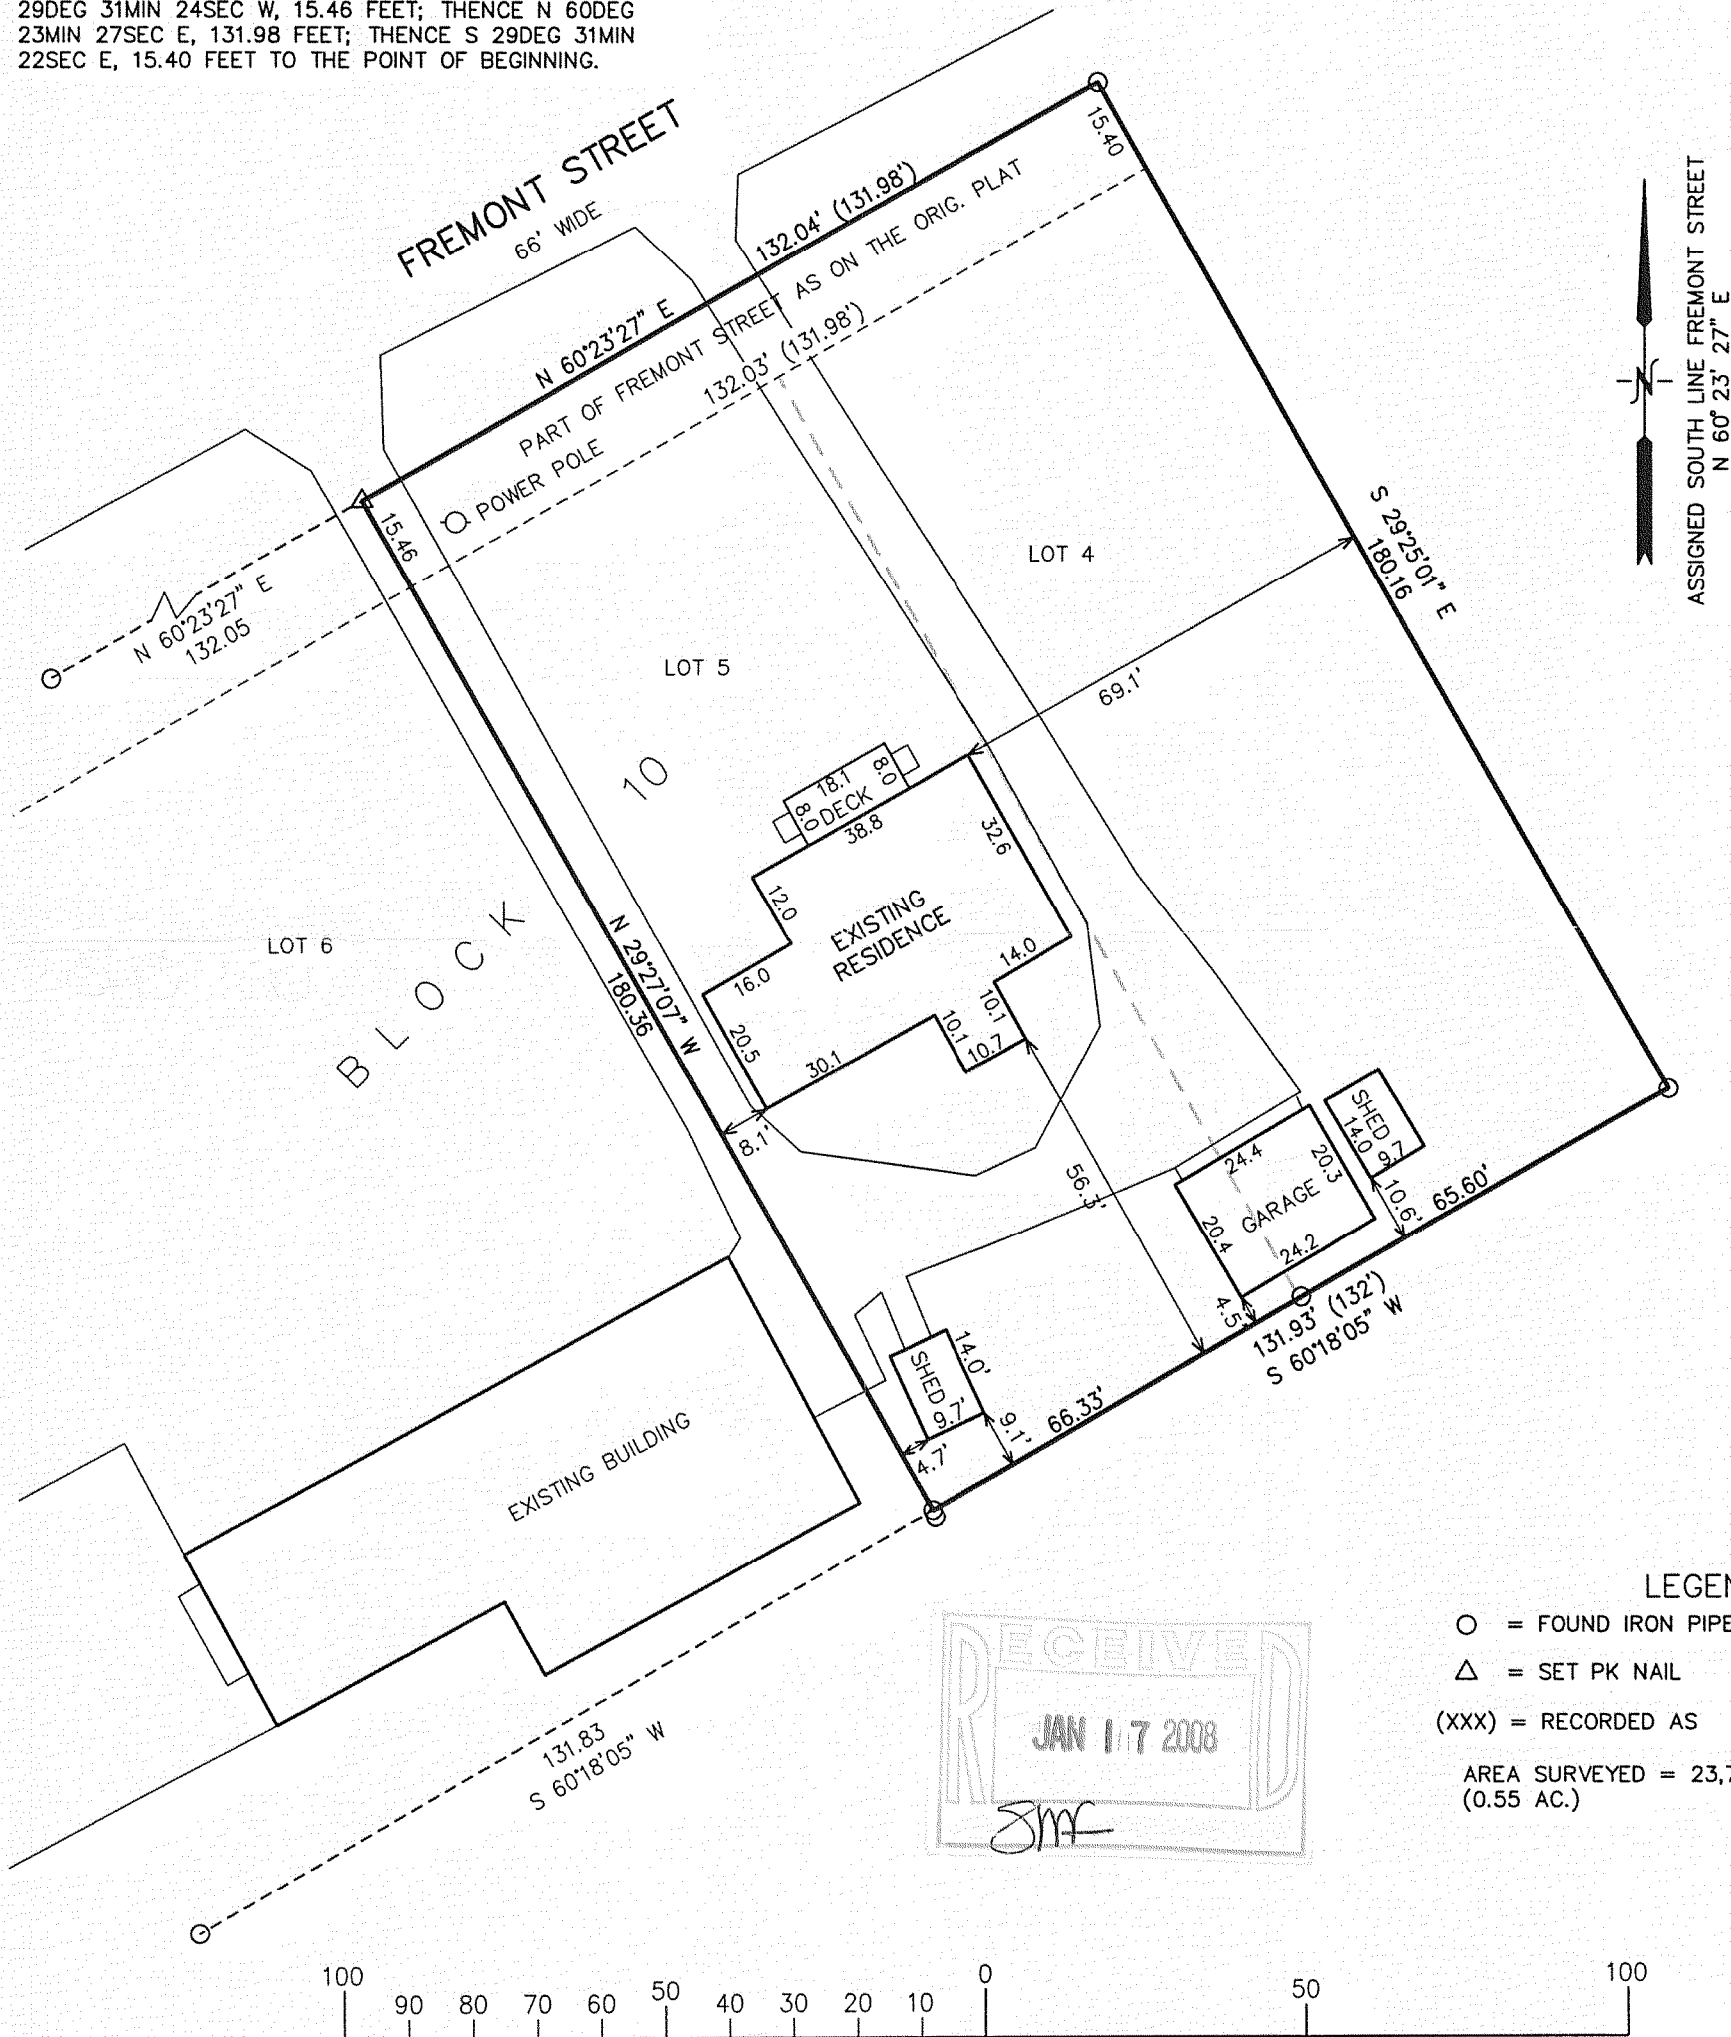 29DEG 31MIN 24SEC W, 15.46 FEET; THENCE N 60DEG
23MIN 27SEC E, 131.98 FEET; THENCE S 29DEG 31MIN
22SEC E, 15.40 FEET TO THE POINT OF BEGINNING.
FREMONT STREET
66' WIDE
15.40
132.04' (131.98')
N 60°23'27" E
PART OF FREMONT STREET AS ON THE ORIG. PLAT
132.03' (131.98')
POWER POLE
15.46
N 60°23'27" E
132.05
N
ASSIGNED SOUTH LINE FREMONT STREET
N 60° 23' 27" E
LOT 4
S 29°25'01" E
180.16
LOT 5
69.1'
10
BLOCK
LOT 6
18.1
8.0
8.0
DECK
38.8
32.6
12.0
EXISTING
RESIDENCE
16.0
14.0
10.1
10.1
10.7
20.5
30.1
N 29°27'07" W
180.36
8.1'
56.3'
SHED
14.0
9.7
10.6'
24.4
20.3
GARAGE
20.4
24.2
4.5'
65.60'
131.93' (132')
S 60°18'05" W
SHED
14.0'
9.7'
9.1'
4.7'
66.33'
EXISTING BUILDING
131.83
S 60°18'05" W
RECEIVED
JAN 17 2008
LEGEN
= FOUND IRON PIPE
= SET PK NAIL
(XXX) = RECORDED AS
AREA SURVEYED = 23,7
(0.55 AC.)
100 90 80 70 60 50 40 30 20 10 0 50 100